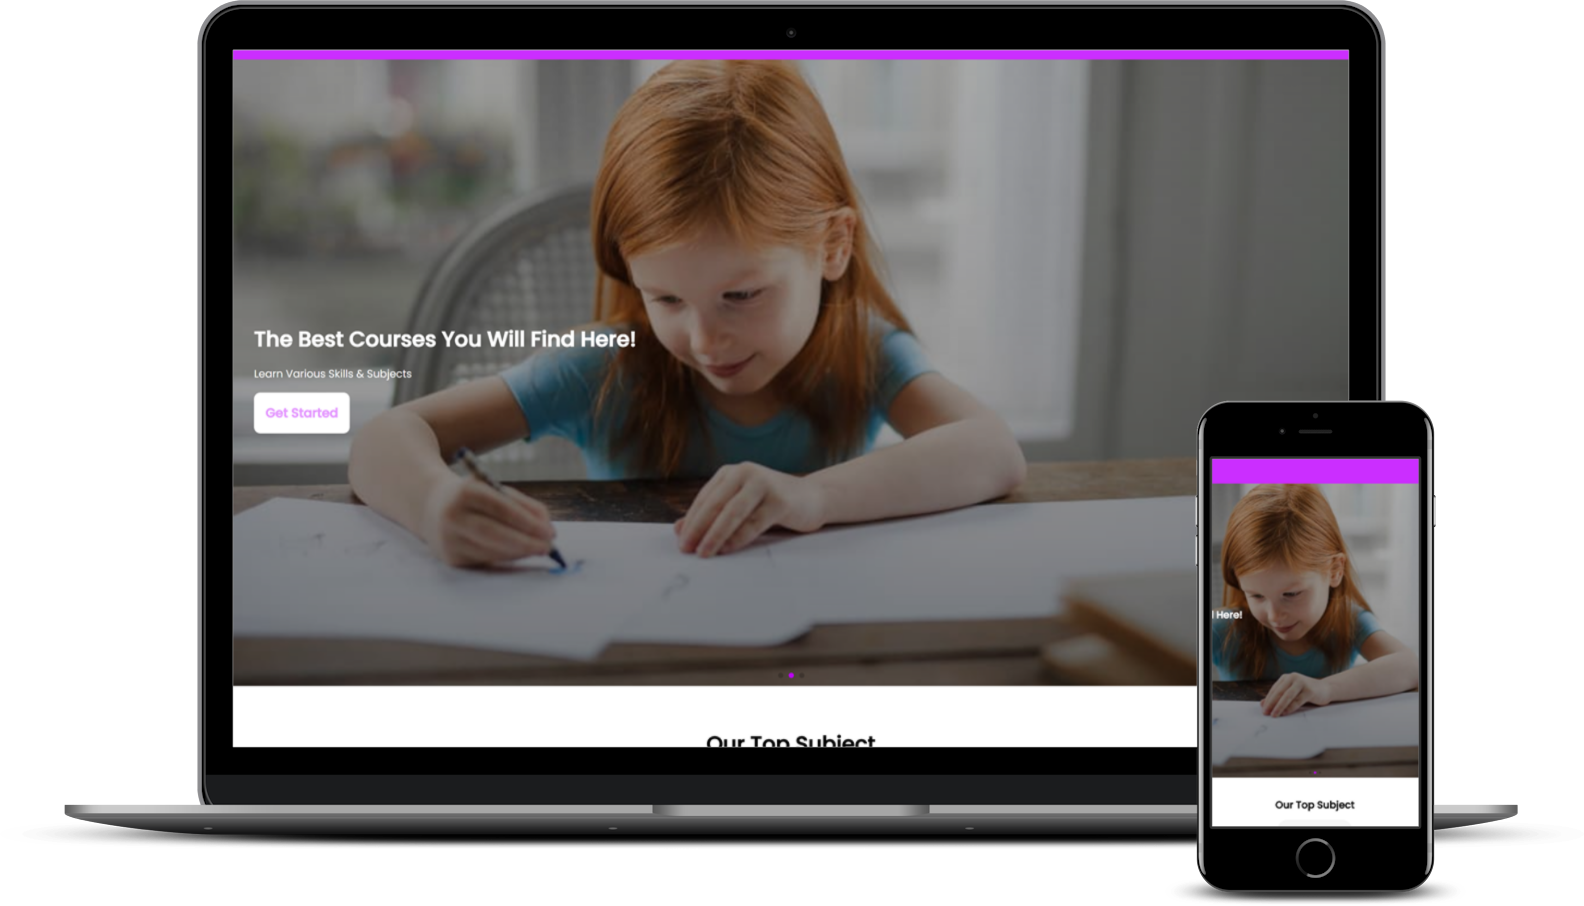 The Best Courses You Will Find Here!
Learn Various Skills & Subjects
Get Started
Our Top Subject
Here!
Our Top Subject